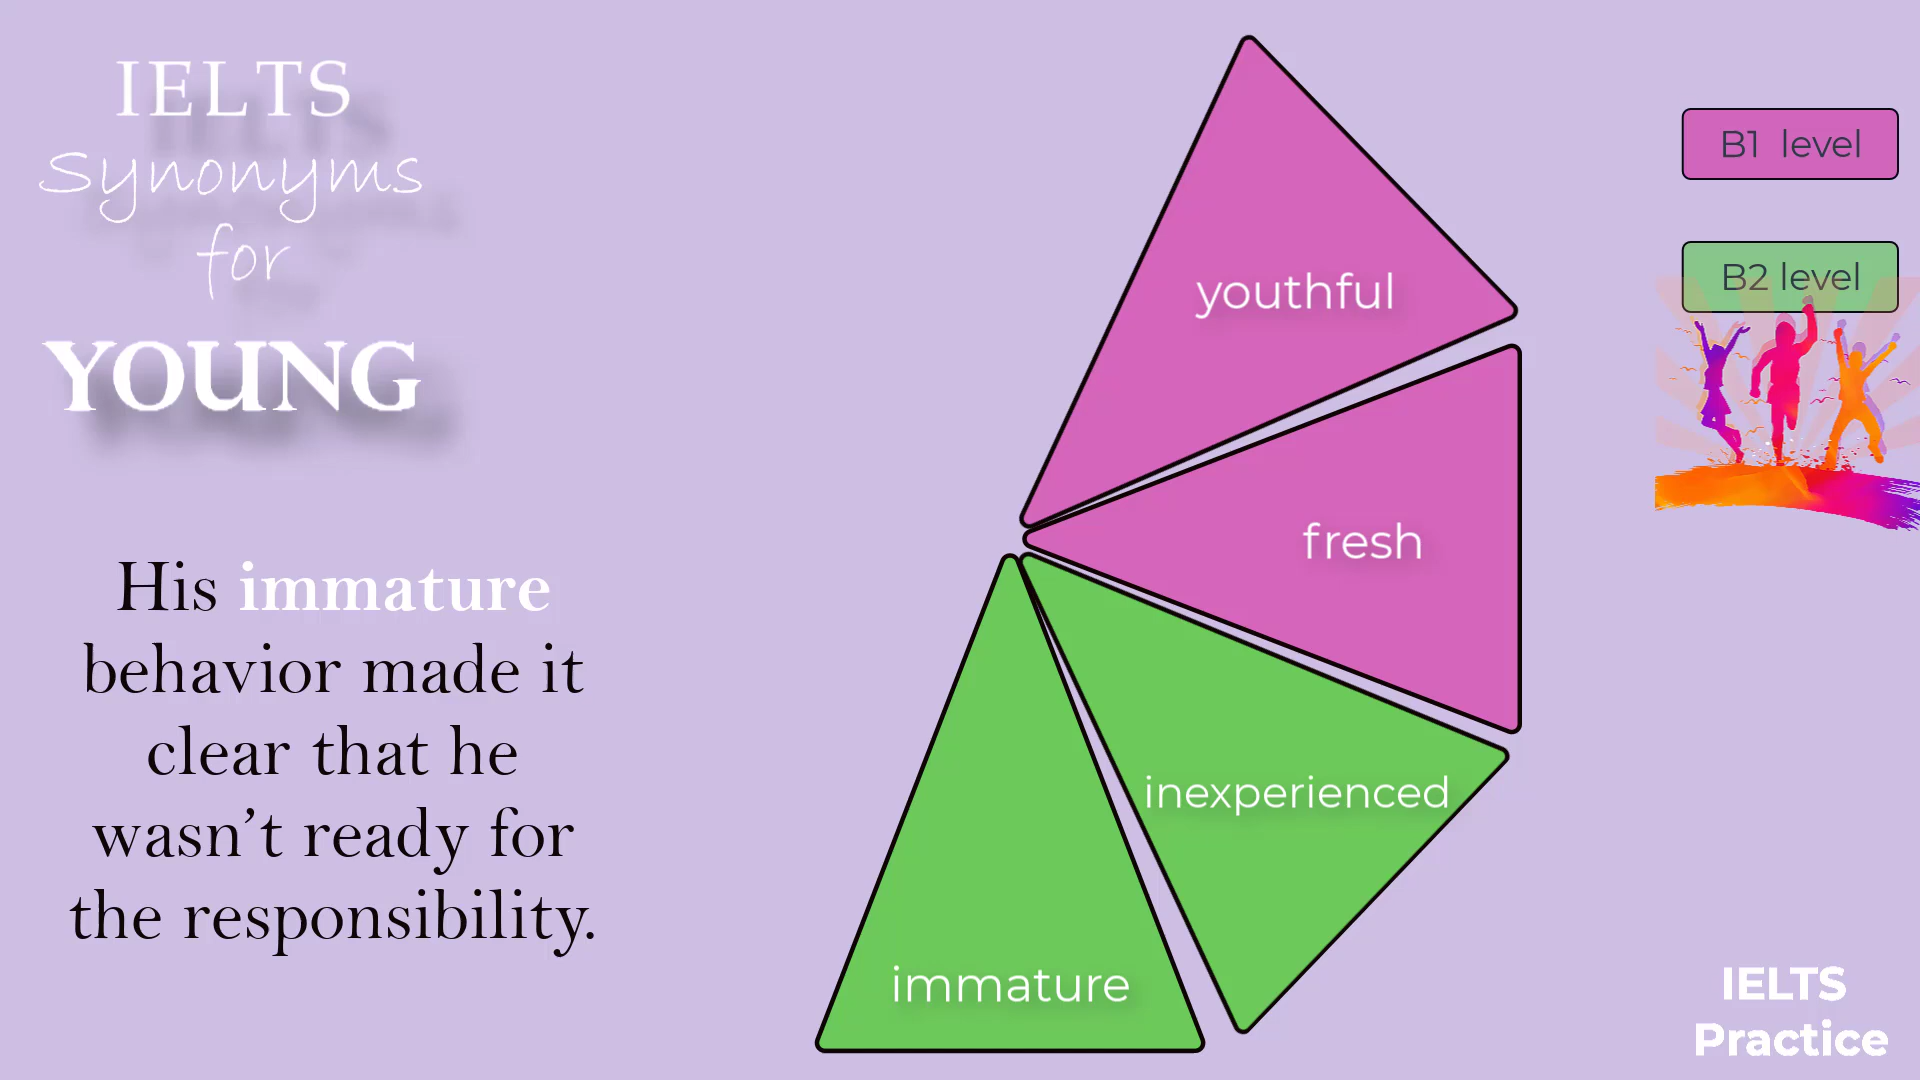 IELTS
Synonyms
for
YOUNG
His immature
behavior made it
clear that he
wasn’t ready for
the responsibility.
youthful
fresh
inexperienced
immature
B1 level
B2 level
IELTS
Practice